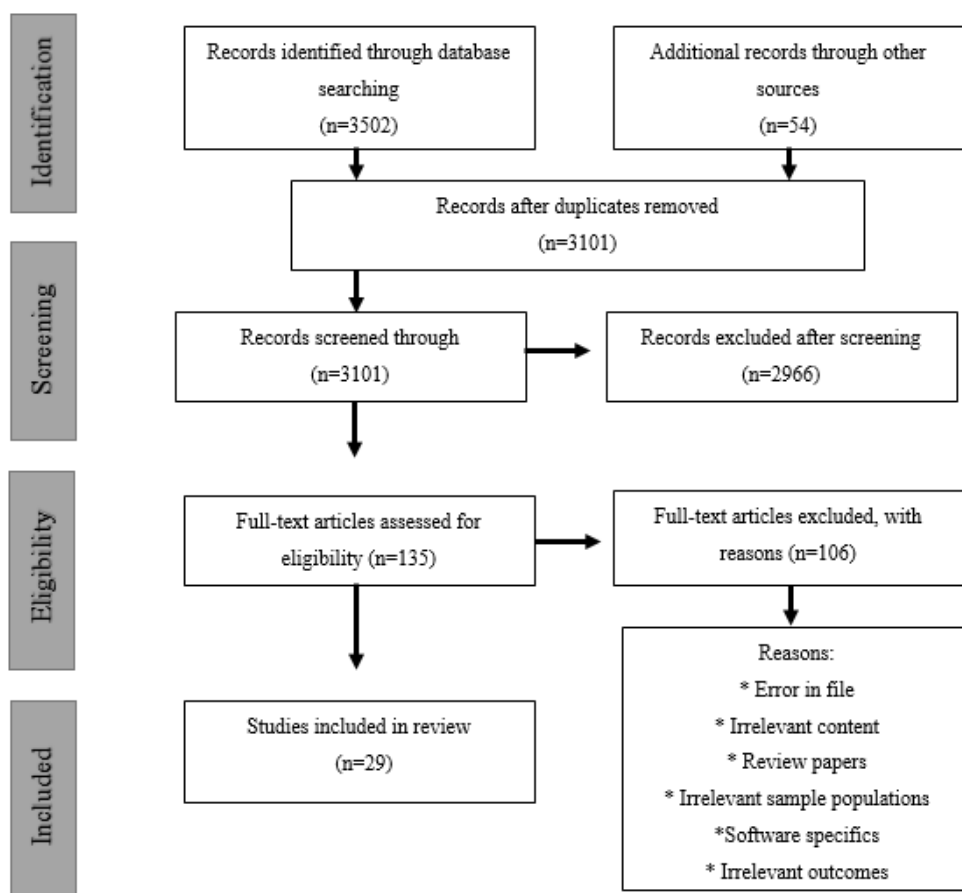 Identification
Records identified through database
searching
(n=3502)
Additional records through other
sources
(n=54)
Records after duplicates removed
(n=3101)
Screening
Records screened through
(n=3101)
Records excluded after screening
(n=2966)
Eligibility
Full-text articles assessed for
eligibility (n=135)
Full-text articles excluded, with
reasons (n=106)
Reasons:
* Error in file
* Irrelevant content
* Review papers
* Irrelevant sample populations
*Software specifics
* Irrelevant outcomes
Included
Studies included in review
(n=29)